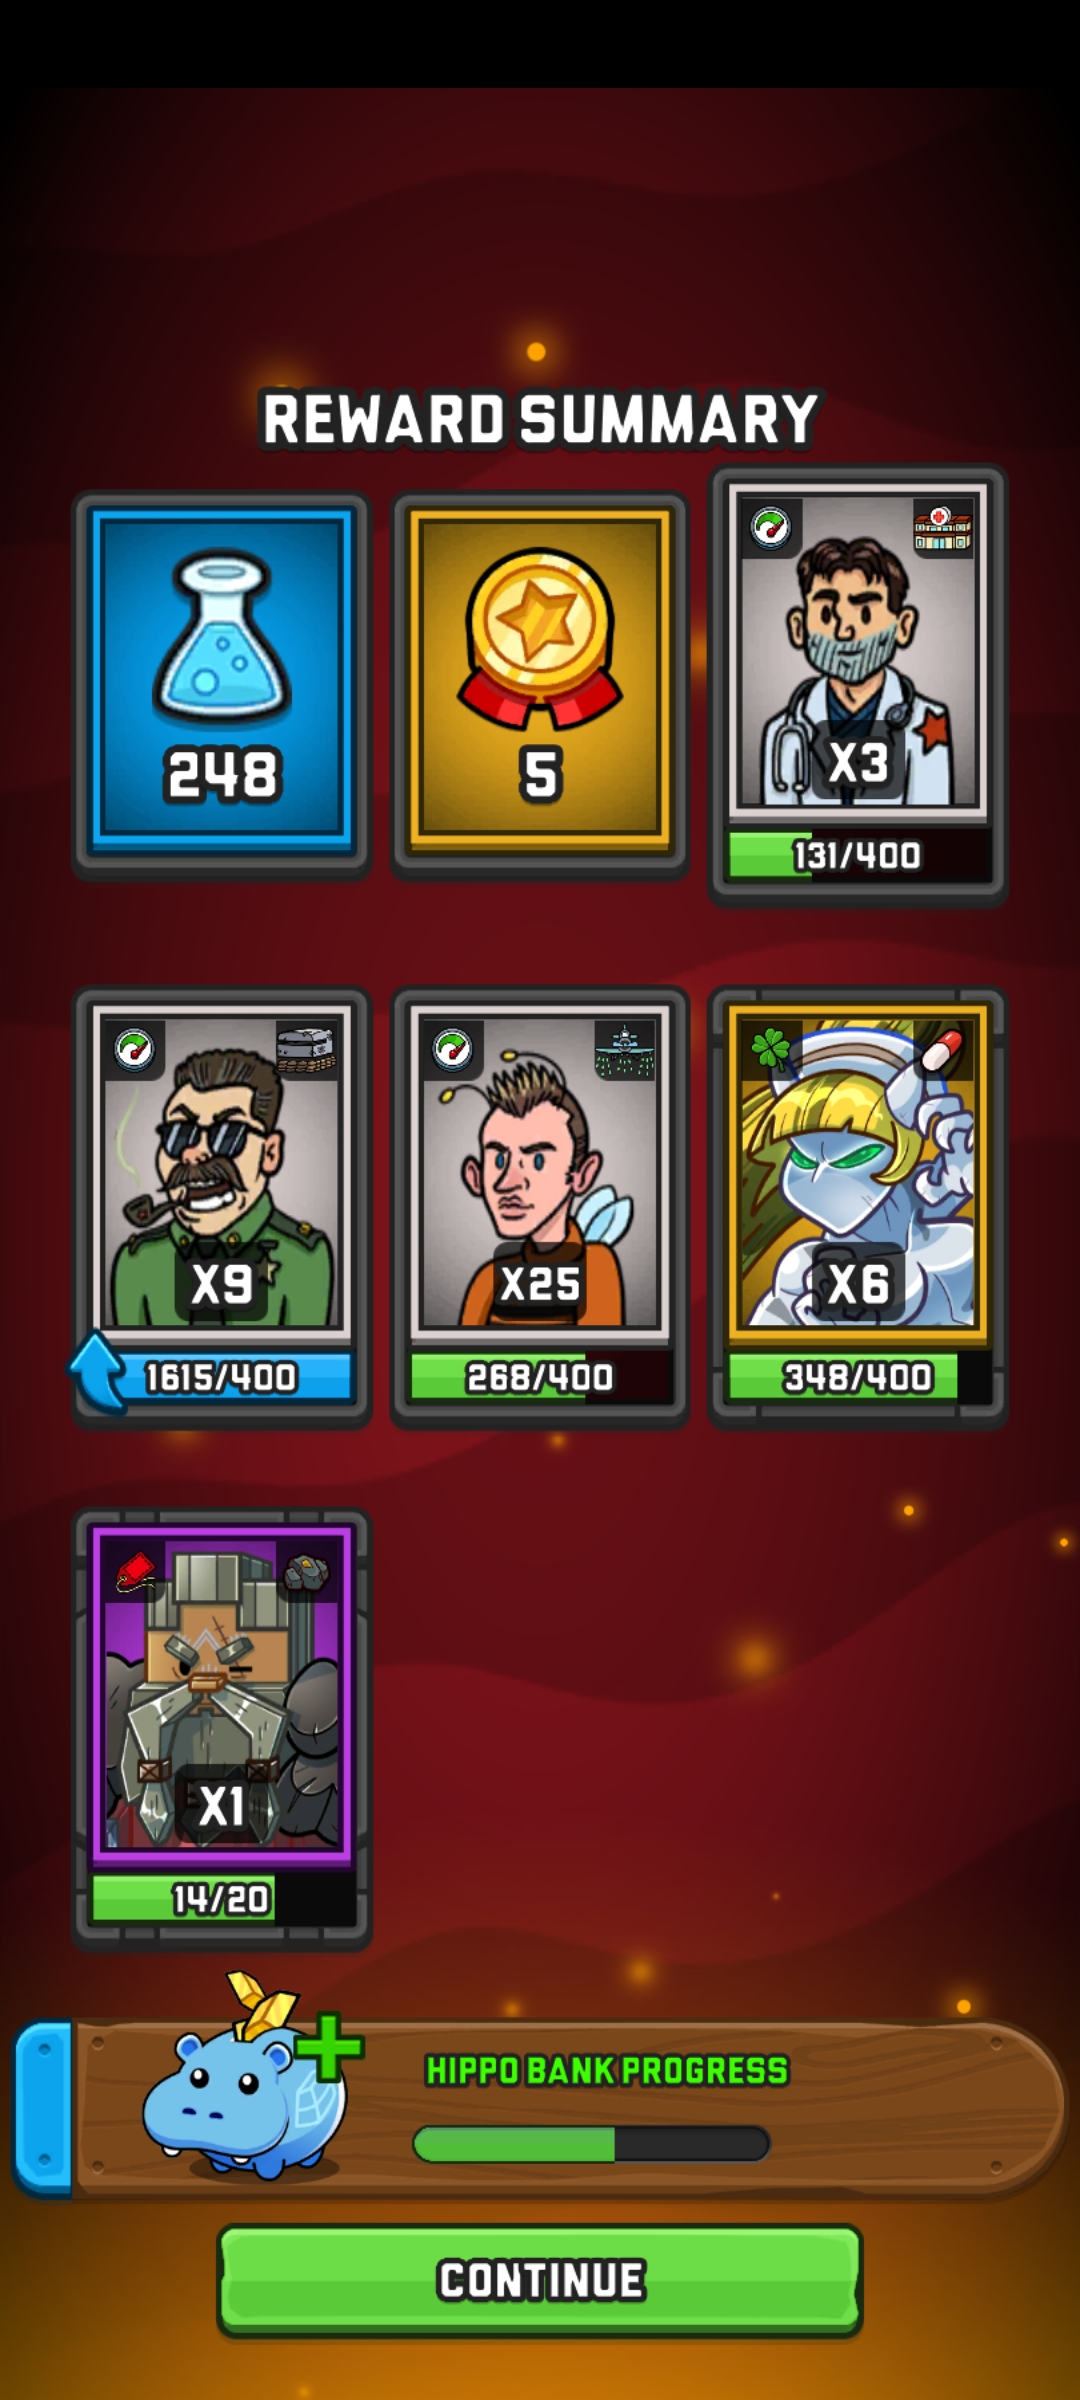 REWARD SUMMARY
248
5
X3
131/400
X9
1615/400
X25
268/400
X6
348/400
X1
14/20
HIPPO BANK PROGRESS
CONTINUE